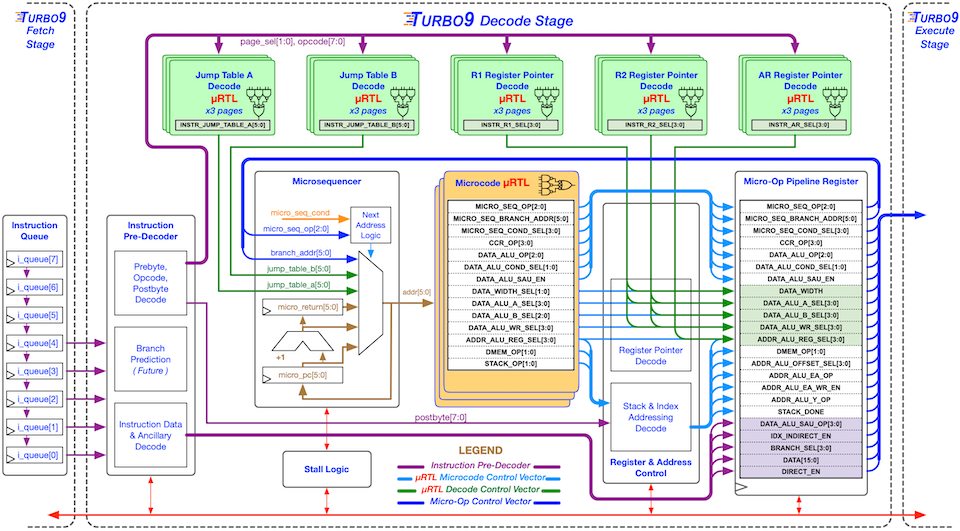 TURBO9
Fetch
Stage
TURBO9 Decode Stage
TURBO9
Execute
Stage
page_sel[1:0], opcode[7:0]
Jump Table A
Decode
µRTL
x3 pages
INSTR_JUMP_TABLE_A[5:0]
Jump Table B
Decode
µRTL
x3 pages
INSTR_JUMP_TABLE_B[5:0]
R1 Register Pointer
Decode
µRTL
x3 pages
INSTR_R1_SEL[3:0]
R2 Register Pointer
Decode
µRTL
x3 pages
INSTR_R2_SEL[3:0]
AR Register Pointer
Decode
µRTL
x3 pages
INSTR_AR_SEL[3:0]
Instruction
Queue
i_queue[7]
i_queue[6]
i_queue[5]
i_queue[4]
i_queue[3]
i_queue[2]
i_queue[1]
i_queue[0]
Instruction
Pre-Decoder
Prebyte,
Opcode,
Postbyte
Decode
Branch
Prediction
( Future )
Instruction Data
& Ancillary
Decode
Microsequencer
micro_seq_cond
micro_seq_op[2:0]
Next
Address
Logic
branch_addr[5:0]
jump_table_b[5:0]
jump_table_a[5:0]
micro_return[5:0]
+1
micro_pc[5:0]
addr[5:0]
Stall Logic
Microcode µRTL
MICRO_SEQ_OP[2:0]
MICRO_SEQ_BRANCH_ADDR[5:0]
MICRO_SEQ_COND_SEL[3:0]
CCR_OP[3:0]
DATA_ALU_OP[2:0]
DATA_ALU_COND_SEL[1:0]
DATA_ALU_SAU_EN
DATA_WIDTH_SEL[1:0]
DATA_ALU_A_SEL[3:0]
DATA_ALU_B_SEL[2:0]
DATA_ALU_WR_SEL[3:0]
ADDR_ALU_REG_SEL[3:0]
DMEM_OP[1:0]
STACK_OP[1:0]
postbyte[7:0]
Register Pointer
Decode
Stack & Index
Addressing
Decode
Register & Address
Control
Micro-Op Pipeline Register
MICRO_SEQ_OP[2:0]
MICRO_SEQ_BRANCH_ADDR[5:0]
MICRO_SEQ_COND_SEL[3:0]
CCR_OP[3:0]
DATA_ALU_OP[2:0]
DATA_ALU_COND_SEL[1:0]
DATA_ALU_SAU_EN
DATA_WIDTH
DATA_ALU_A_SEL[3:0]
DATA_ALU_B_SEL[3:0]
DATA_ALU_WR_SEL[3:0]
ADDR_ALU_REG_SEL[3:0]
DMEM_OP[1:0]
ADDR_ALU_OFFSET_SEL[3:0]
ADDR_ALU_EA_OP
ADDR_ALU_EA_WR_EN
ADDR_ALU_Y_OP
STACK_DONE
DATA_ALU_SAU_OP[3:0]
IDX_INDIRECT_EN
BRANCH_SEL[3:0]
DATA[15:0]
DIRECT_EN
LEGEND
Instruction Pre-Decoder
µRTL Microcode Control Vector
µRTL Decode Control Vector
Micro-Op Control Vector